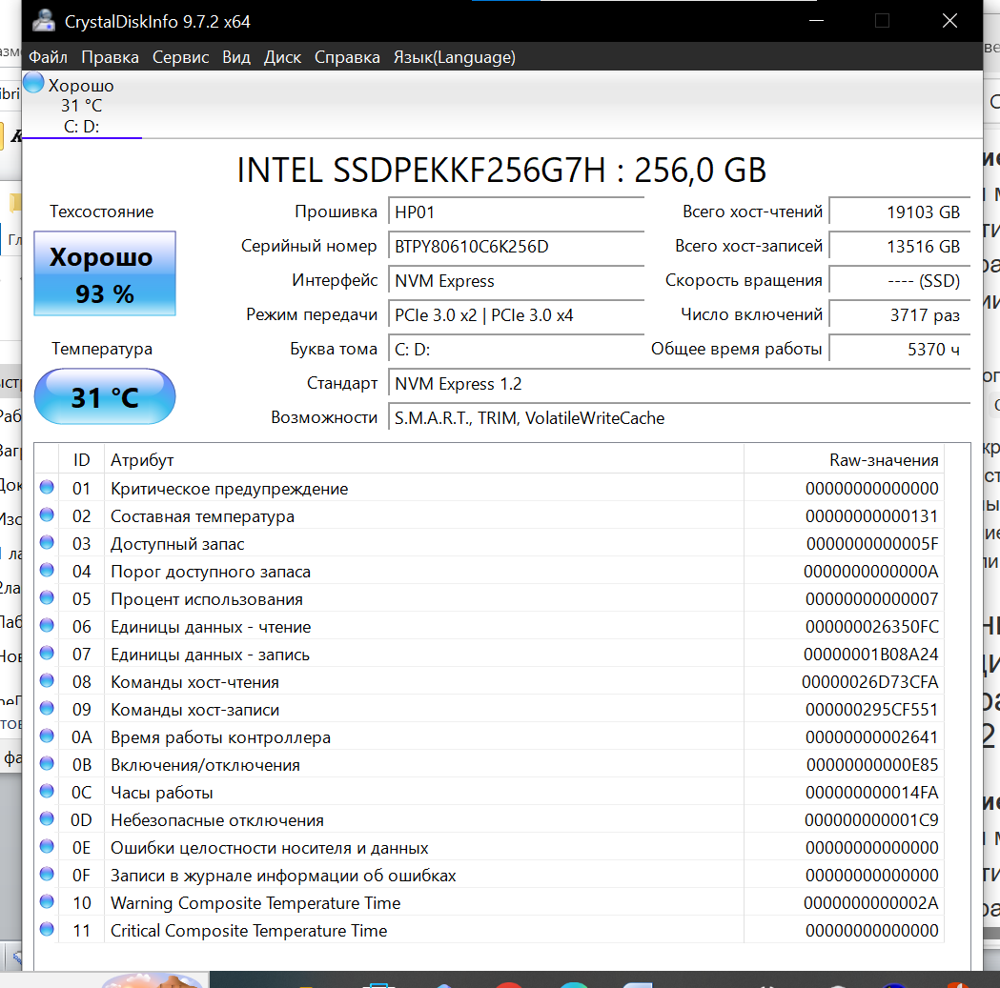 CrystalDiskInfo 9.7.2 x64
Файл Правка Сервис Вид Диск Справка Язык(Language)
Хорошо
31 °C
C: D:
INTEL SSDPEKKF256G7H : 256,0 GB
Техсостояние
Хорошо
93 %
Температура
31 °C
Прошивка HP01
Серийный номер BTPY80610C6K256D
Интерфейс NVM Express
Режим передачи PCIe 3.0 x2 | PCIe 3.0 x4
Буква тома C: D:
Стандарт NVM Express 1.2
Возможности S.M.A.R.T., TRIM, VolatileWriteCache
Всего хост-чтений 19103 GB
Всего хост-записей 13516 GB
Скорость вращения ---- (SSD)
Число включений 3717 раз
Общее время работы 5370 ч
ID Атрибут Raw-значения
01 Критическое предупреждение 00000000000000
02 Составная температура 00000000000131
03 Доступный запас 0000000000005F
04 Порог доступного запаса 0000000000000A
05 Процент использования 00000000000007
06 Единицы данных - чтение 000000026350FC
07 Единицы данных - запись 00000001B08A24
08 Команды хост-чтения 00000026D73CFA
09 Команды хост-записи 000000295CF551
0A Время работы контроллера 00000000002641
0B Включения/отключения 00000000000E85
0C Часы работы 000000000014FA
0D Небезопасные отключения 000000000001C9
0E Ошибки целостности носителя и данных 00000000000000
0F Записи в журнале информации об ошибках 00000000000000
10 Warning Composite Temperature Time 0000000000002A
11 Critical Composite Temperature Time 00000000000000